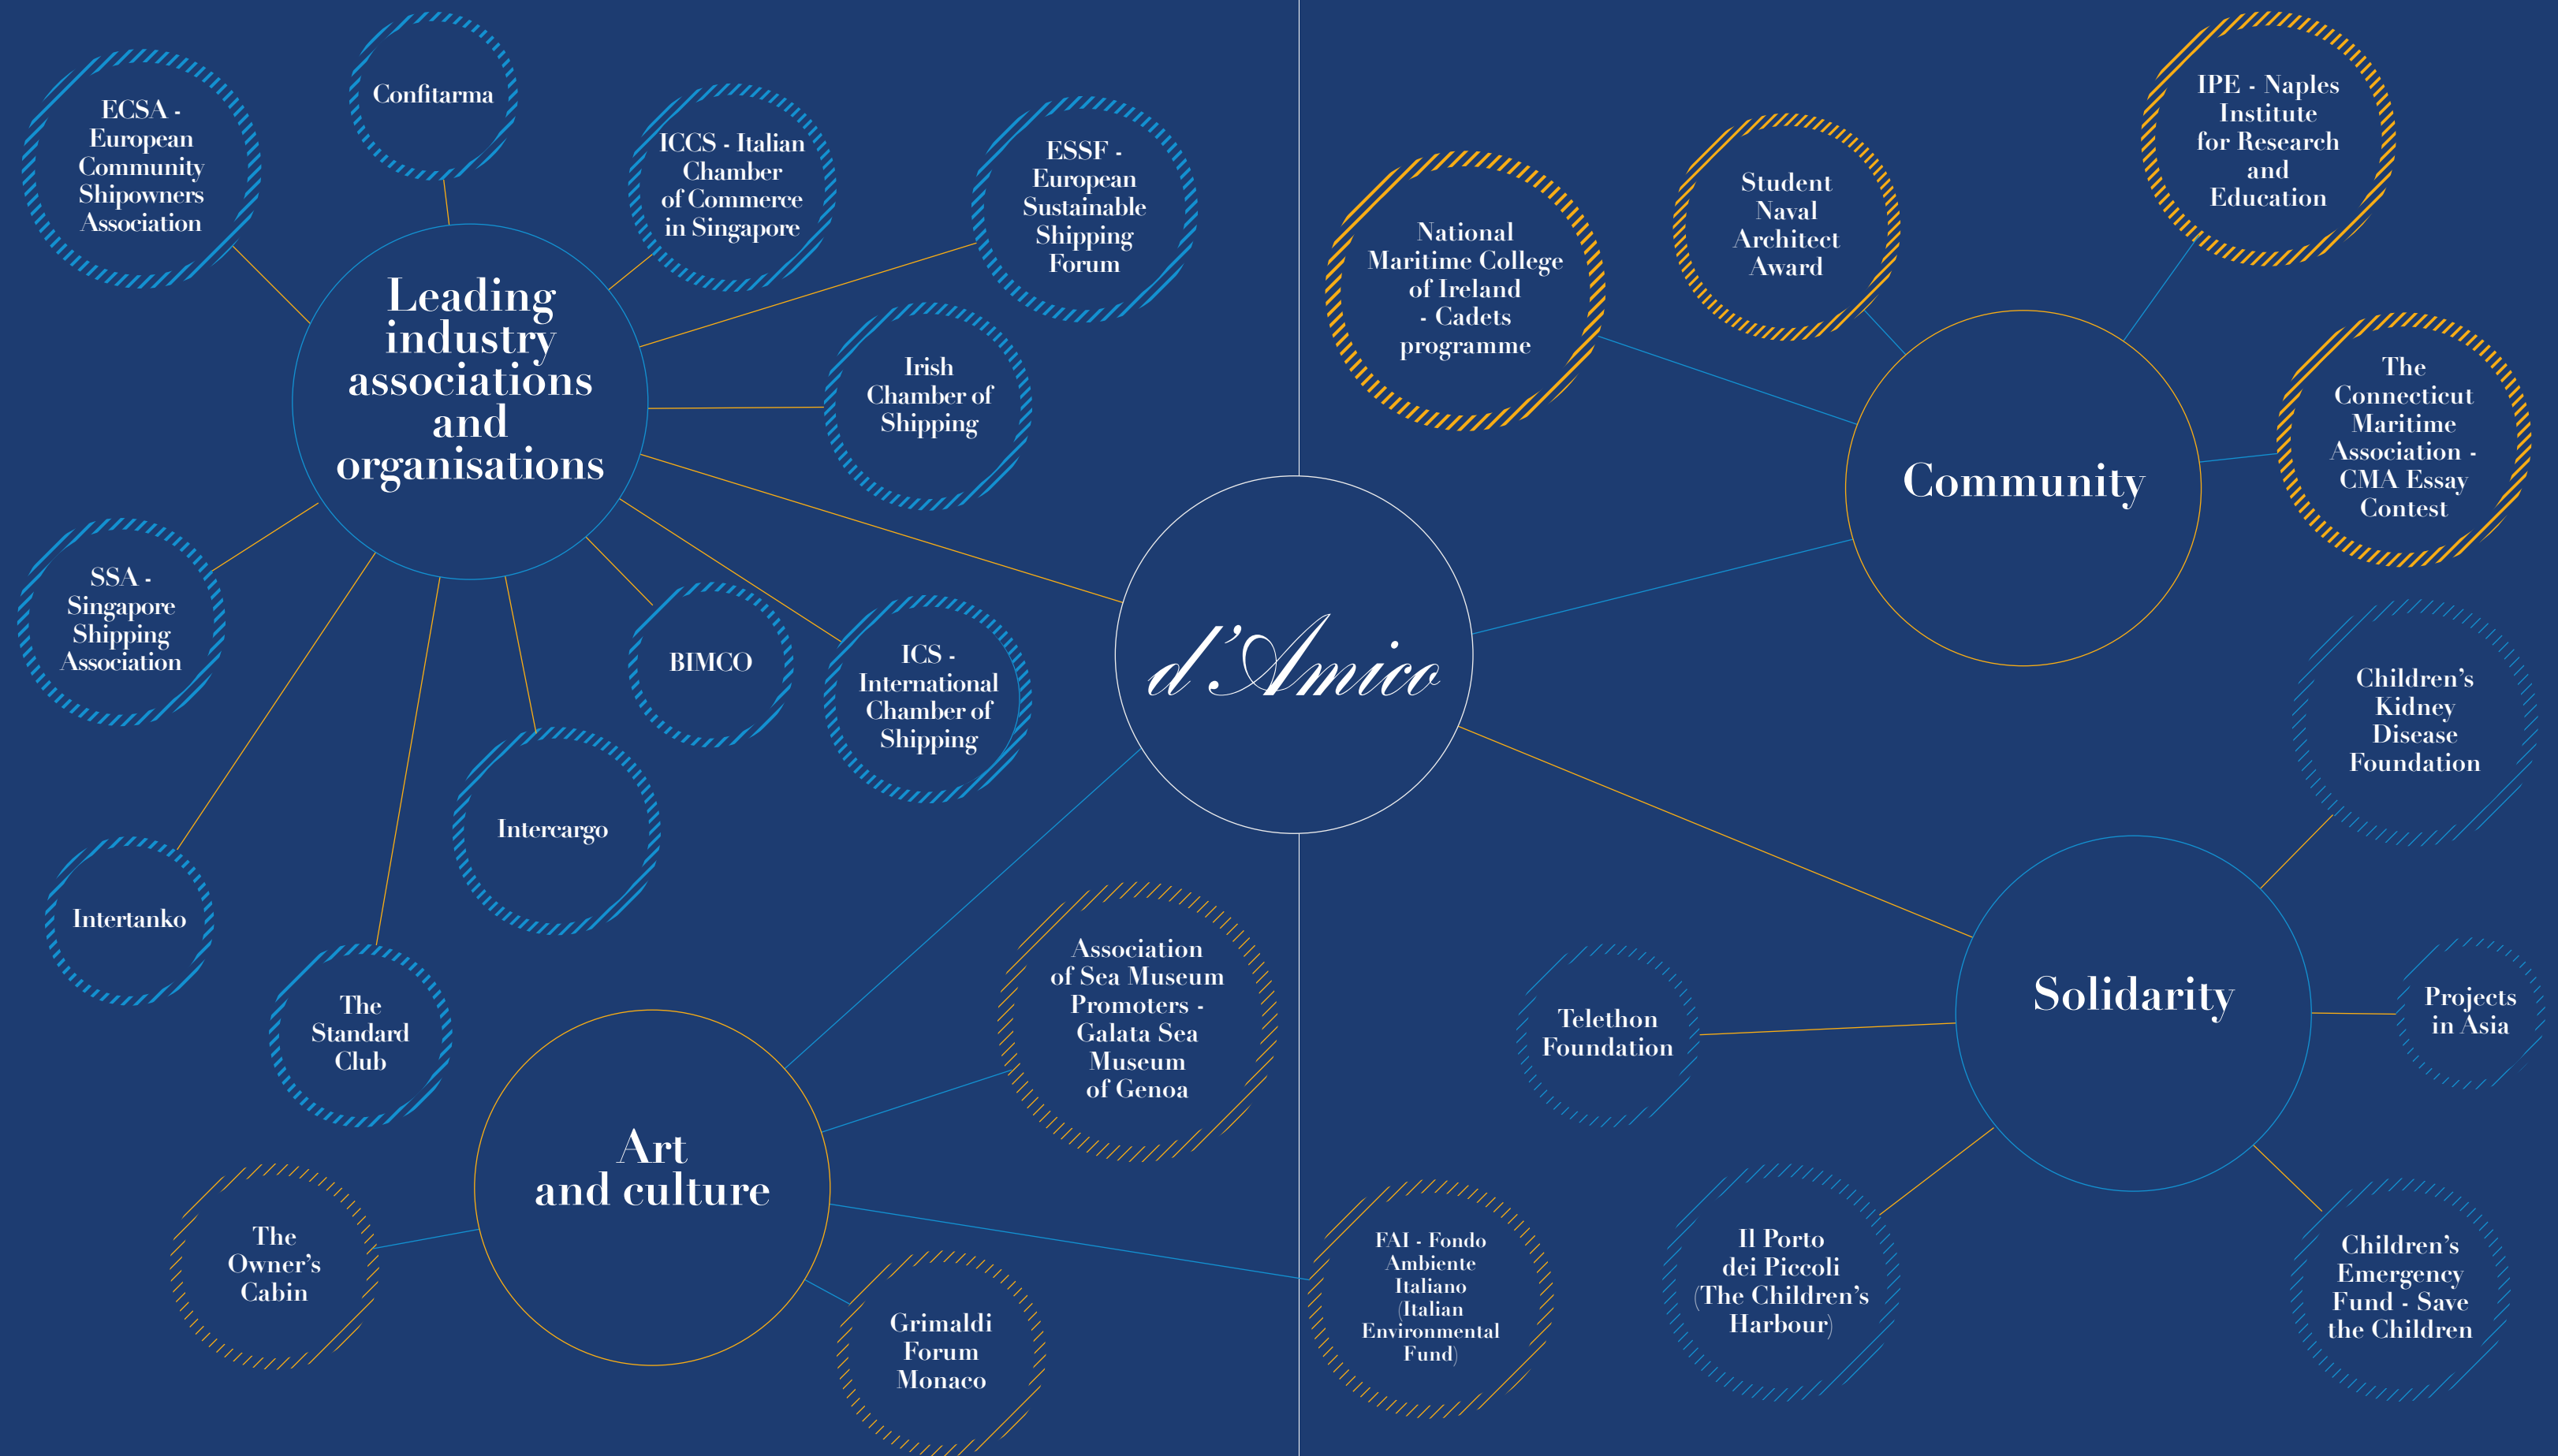 Confitarma
ECSA -
European
Community
Shipowners
Association
ICCS - Italian
Chamber
of Commerce
in Singapore
ESSF -
European
Sustainable
Shipping
Forum
Leading
industry
associations
and
organisations
Irish
Chamber of
Shipping
SSA -
Singapore
Shipping
Association
BIMCO
ICS -
International
Chamber of
Shipping
Intercargo
Intertanko
The
Standard
Club
d'Amico
Association
of Sea Museum
Promoters -
Galata Sea
Museum
of Genoa
Art
and culture
The
Owner's
Cabin
Grimaldi
Forum
Monaco
FAI - Fondo
Ambiente
Italiano
(Italian
Environmental
Fund)
National
Maritime College
of Ireland
- Cadets
programme
Student
Naval
Architect
Award
IPE - Naples
Institute
for Research
and
Education
The
Connecticut
Maritime
Association -
CMA Essay
Contest
Community
Children's
Kidney
Disease
Foundation
Solidarity
Projects
in Asia
Telethon
Foundation
Il Porto
dei Piccoli
(The Children's
Harbour)
Children's
Emergency
Fund - Save
the Children